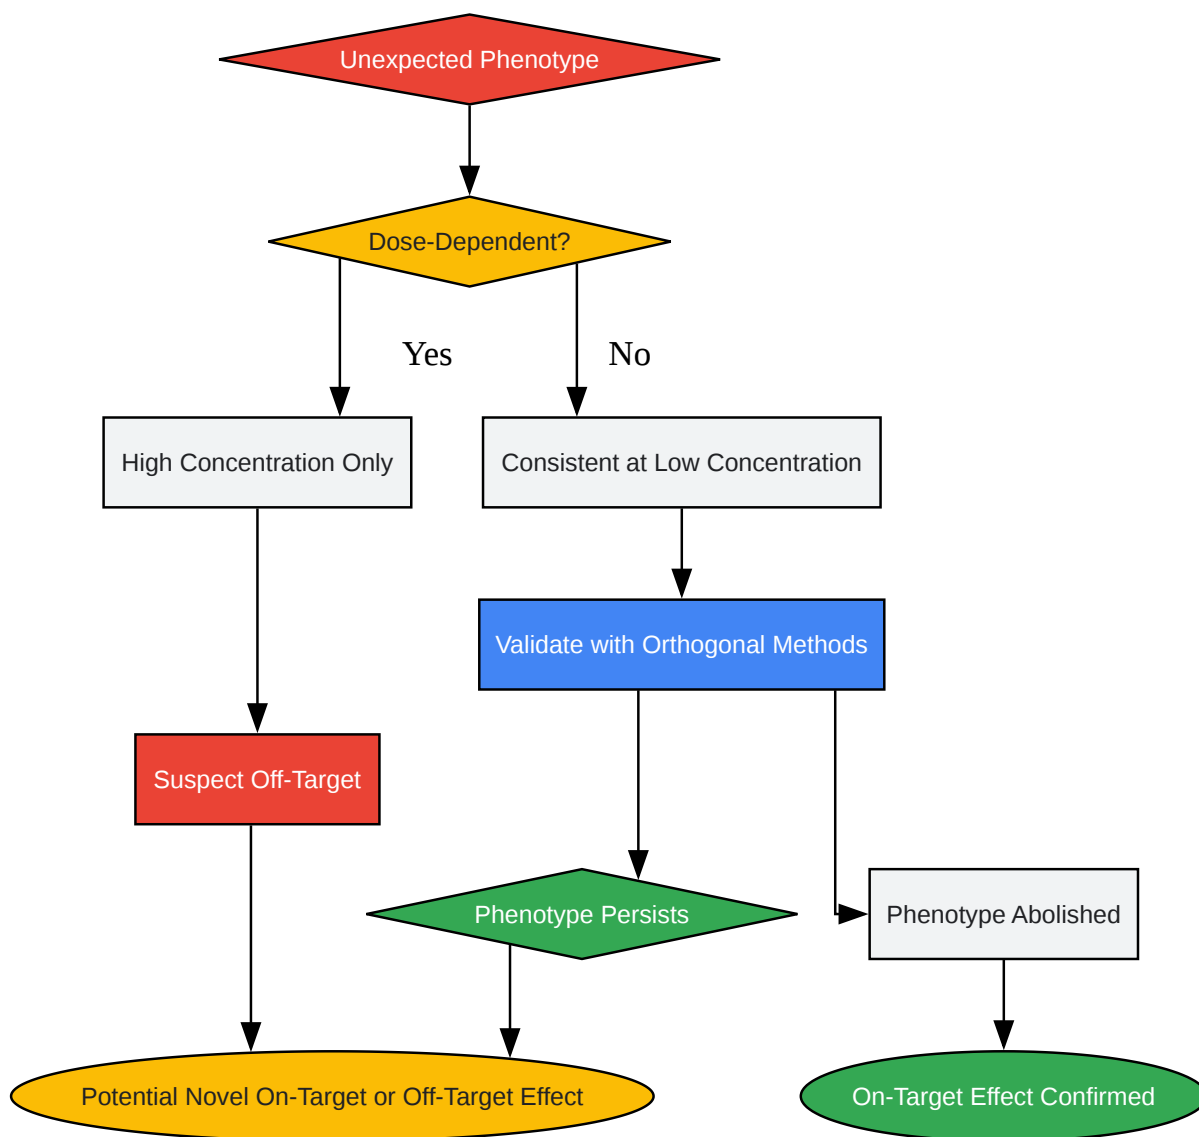 Unexpected Phenotype
Dose-Dependent?
Yes
No
High Concentration Only
Consistent at Low Concentration
Validate with Orthogonal Methods
Suspect Off-Target
Phenotype Persists
Phenotype Abolished
Potential Novel On-Target or Off-Target Effect
On-Target Effect Confirmed